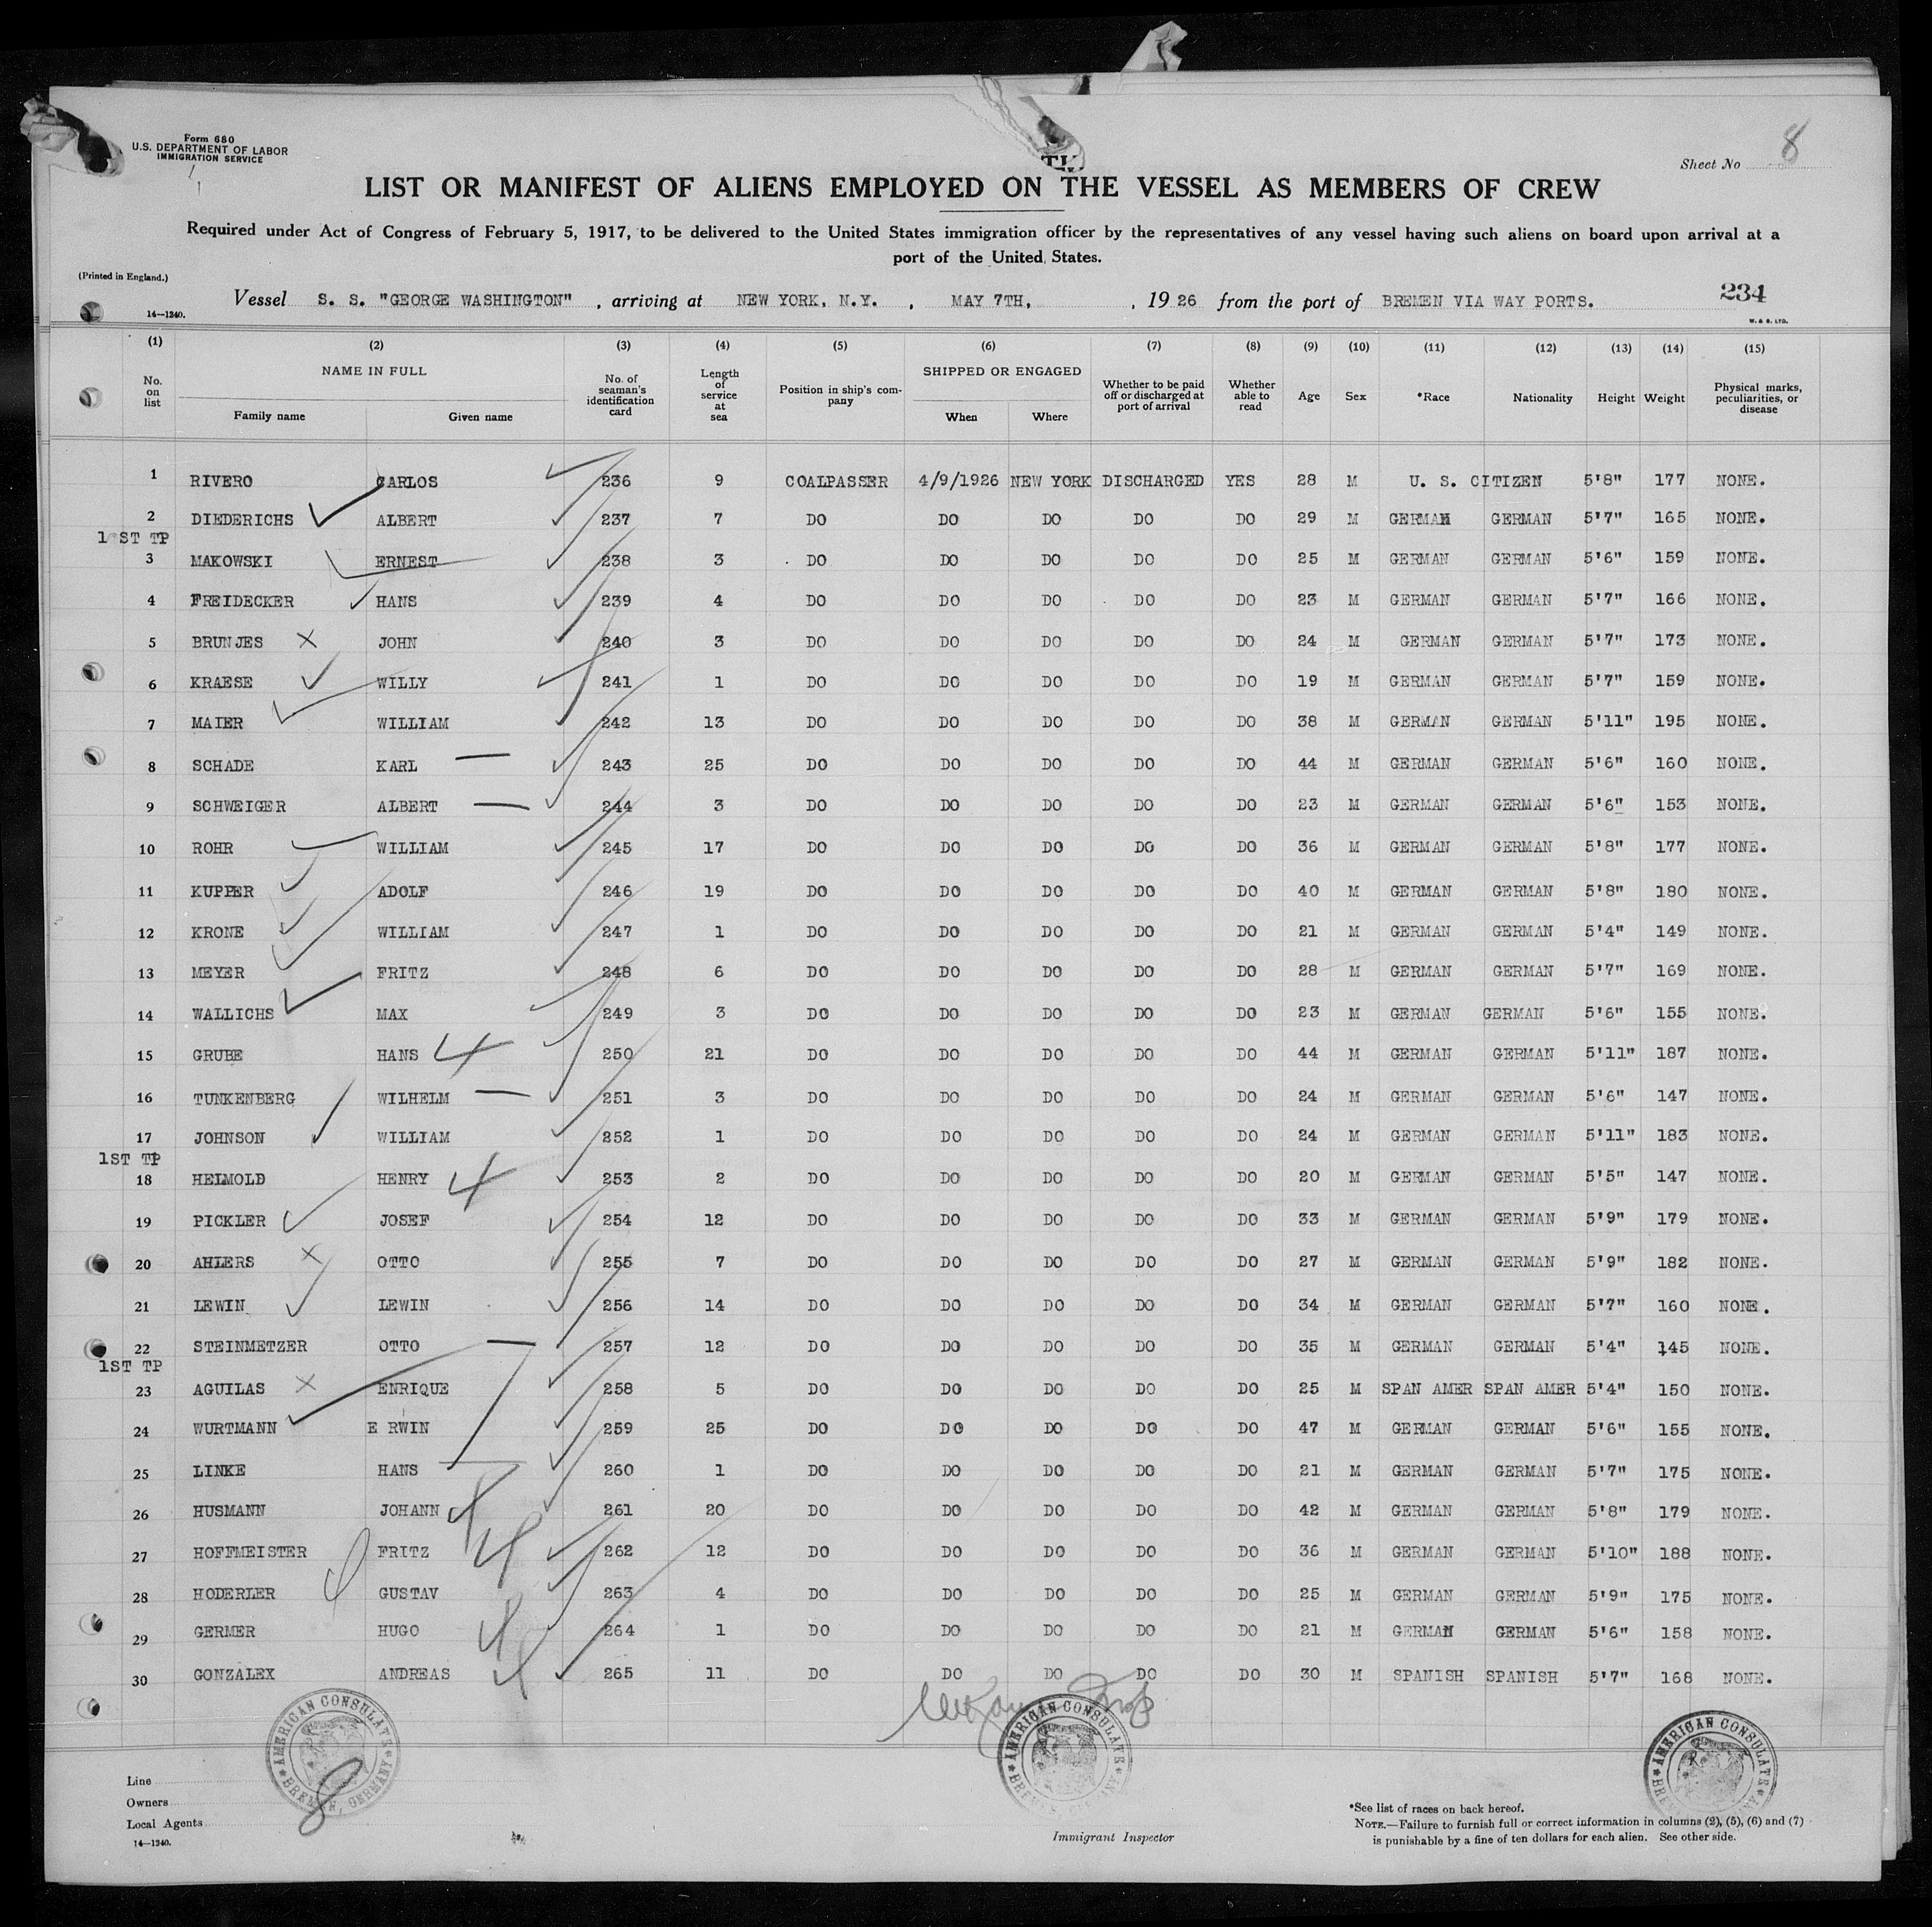 Form 680
U.S. DEPARTMENT OF LABOR
IMMIGRATION SERVICE
Sheet No 8
LIST OR MANIFEST OF ALIENS EMPLOYED ON THE VESSEL AS MEMBERS OF CREW
Required under Act of Congress of February 5, 1917, to be delivered to the United States immigration officer by the representatives of any vessel having such aliens on board upon arrival at a
port of the United States.
(Printed in England.)
Vessel S. S. "GEORGE WASHINGTON" , arriving at NEW YORK, N.Y. , MAY 7TH, , 19 26 from the port of BREMEN VIA WAY PORTS. 234
14—1240. W. & S. LTD.
(1) (2) (3) (4) (5) (6) (7) (8) (9) (10) (11) (12) (13) (14) (15)
No. on list NAME IN FULL Family name Given name No. of seaman's identification card Length of service at sea Position in ship's company SHIPPED OR ENGAGED When Where Whether to be paid off or discharged at port of arrival Whether able to read Age Sex *Race Nationality Height Weight Physical marks, peculiarities, or disease
1 RIVERO CARLOS 236 9 COALPASSER 4/9/1926 NEW YORK DISCHARGED YES 28 M U. S. CITIZEN 5'8" 177 NONE.
2 DIEDERICHS ALBERT 237 7 DO DO DO DO DO 29 M GERMAN GERMAN 5'7" 165 NONE.
1 ST TP
3 MAKOWSKI ERNEST 238 3 DO DO DO DO DO 25 M GERMAN GERMAN 5'6" 159 NONE.
4 FREIDECKER HANS 239 4 DO DO DO DO DO 23 M GERMAN GERMAN 5'7" 166 NONE.
5 BRUNJES X JOHN 240 3 DO DO DO DO DO 24 M GERMAN GERMAN 5'7" 173 NONE.
6 KRAESE WILLY 241 1 DO DO DO DO DO 19 M GERMAN GERMAN 5'7" 159 NONE.
7 MAIER WILLIAM 242 13 DO DO DO DO DO 38 M GERMAN GERMAN 5'11" 195 NONE.
8 SCHADE KARL 243 25 DO DO DO DO DO 44 M GERMAN GERMAN 5'6" 160 NONE.
9 SCHWEIGER ALBERT 244 3 DO DO DO DO DO 23 M GERMAN GERMAN 5'6" 153 NONE.
10 ROHR WILLIAM 245 17 DO DO DO DO DO 36 M GERMAN GERMAN 5'8" 177 NONE.
11 KUPPER ADOLF 246 19 DO DO DO DO DO 40 M GERMAN GERMAN 5'8" 180 NONE.
12 KRONE WILLIAM 247 1 DO DO DO DO DO 21 M GERMAN GERMAN 5'4" 149 NONE.
13 MEYER FRITZ 248 6 DO DO DO DO DO 28 M GERMAN GERMAN 5'7" 169 NONE.
14 WALLICHS MAX 249 3 DO DO DO DO DO 23 M GERMAN GERMAN 5'6" 155 NONE.
15 GRUBE HANS 250 21 DO DO DO DO DO 44 M GERMAN GERMAN 5'11" 187 NONE.
16 TUNKENBERG WILHELM 251 3 DO DO DO DO DO 24 M GERMAN GERMAN 5'6" 147 NONE.
17 JOHNSON WILLIAM 252 1 DO DO DO DO DO 24 M GERMAN GERMAN 5'11" 183 NONE.
1ST TP
18 HEIMOLD HENRY 253 2 DO DO DO DO DO 20 M GERMAN GERMAN 5'5" 147 NONE.
19 PICKLER JOSEF 254 12 DO DO DO DO DO 33 M GERMAN GERMAN 5'9" 179 NONE.
20 AHLERS X OTTO 255 7 DO DO DO DO DO 27 M GERMAN GERMAN 5'9" 182 NONE.
21 LEWIN LEWIN 256 14 DO DO DO DO DO 34 M GERMAN GERMAN 5'7" 160 NONE.
22 STEINMETZER OTTO 257 12 DO DO DO DO DO 35 M GERMAN GERMAN 5'4" 145 NONE.
1ST TP
23 AGUILAS X ENRIQUE 258 5 DO DO DO DO DO 25 M SPAN AMER SPAN AMER 5'4" 150 NONE.
24 WURTMANN E RWIN 259 25 DO DO DO DO DO 47 M GERMAN GERMAN 5'6" 155 NONE.
25 LINKE HANS 260 1 DO DO DO DO DO 21 M GERMAN GERMAN 5'7" 175 NONE.
26 HUSMANN JOHANN 261 20 DO DO DO DO DO 42 M GERMAN GERMAN 5'8" 179 NONE.
27 HOFFMEISTER FRITZ 262 12 DO DO DO DO DO 36 M GERMAN GERMAN 5'10" 188 NONE.
28 HODERLER GUSTAV 263 4 DO DO DO DO DO 25 M GERMAN GERMAN 5'9" 175 NONE.
29 GERMER HUGO 264 1 DO DO DO DO DO 21 M GERMAN GERMAN 5'6" 158 NONE.
30 GONZALEX ANDREAS 265 11 DO DO DO DO DO 30 M SPANISH SPANISH 5'7" 168 NONE.
AMERICAN CONSULATE BREMEN, GERMANY
AMERICAN CONSULATE BREMEN, GERMANY
AMERICAN CONSULATE
8
Line
Owners
Local Agents
14—1240.
Immigrant Inspector
*See list of races on back hereof.
NOTE.—Failure to furnish full or correct information in columns (2), (5), (6) and (7)
is punishable by a fine of ten dollars for each alien. See other side.